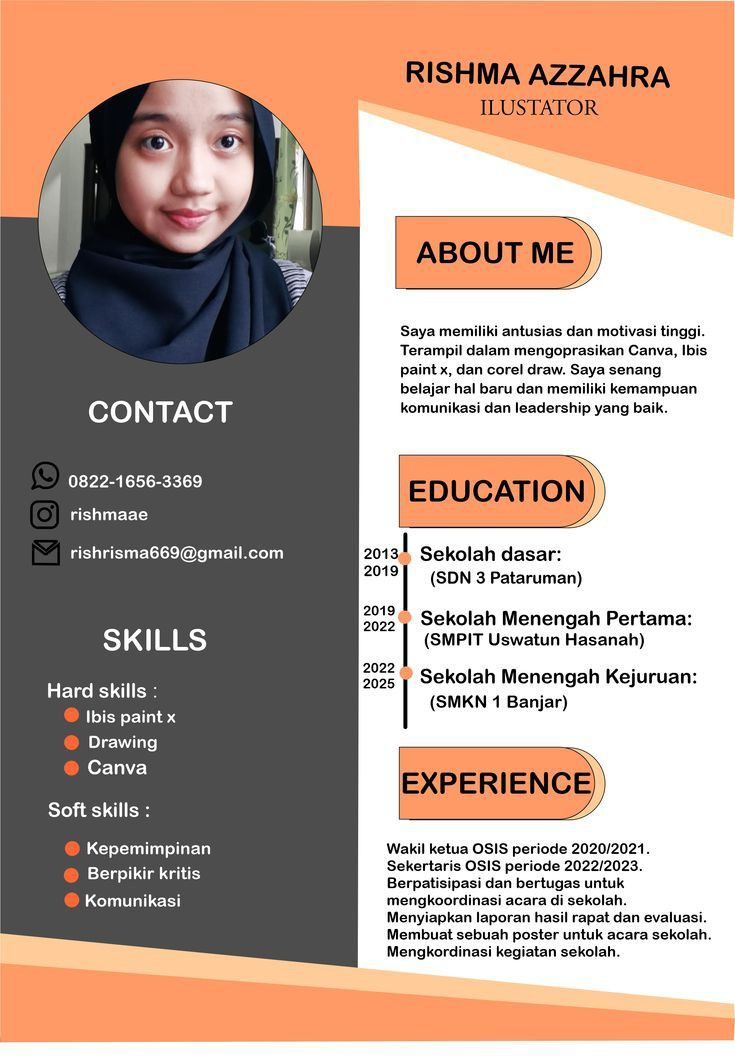 RISHMA AZZAHRA
ILUSTATOR
CONTACT
0822-1656-3369
rishmaae
rishrisma669@gmail.com
SKILLS
Hard skills :
Ibis paint x
Drawing
Canva
Soft skills :
Kepemimpinan
Berpikir kritis
Komunikasi
ABOUT ME
Saya memiliki antusias dan motivasi tinggi.
Terampil dalam mengoprasikan Canva, Ibis
paint x, dan corel draw. Saya senang
belajar hal baru dan memiliki kemampuan
komunikasi dan leadership yang baik.
EDUCATION
2013
2019
Sekolah dasar:
(SDN 3 Pataruman)
2019
2022
Sekolah Menengah Pertama:
(SMPIT Uswatun Hasanah)
2022
2025
Sekolah Menengah Kejuruan:
(SMKN 1 Banjar)
EXPERIENCE
Wakil ketua OSIS periode 2020/2021.
Sekertaris OSIS periode 2022/2023.
Berpatisipasi dan bertugas untuk
mengkoordinasi acara di sekolah.
Menyiapkan laporan hasil rapat dan evaluasi.
Membuat sebuah poster untuk acara sekolah.
Mengkordinasi kegiatan sekolah.